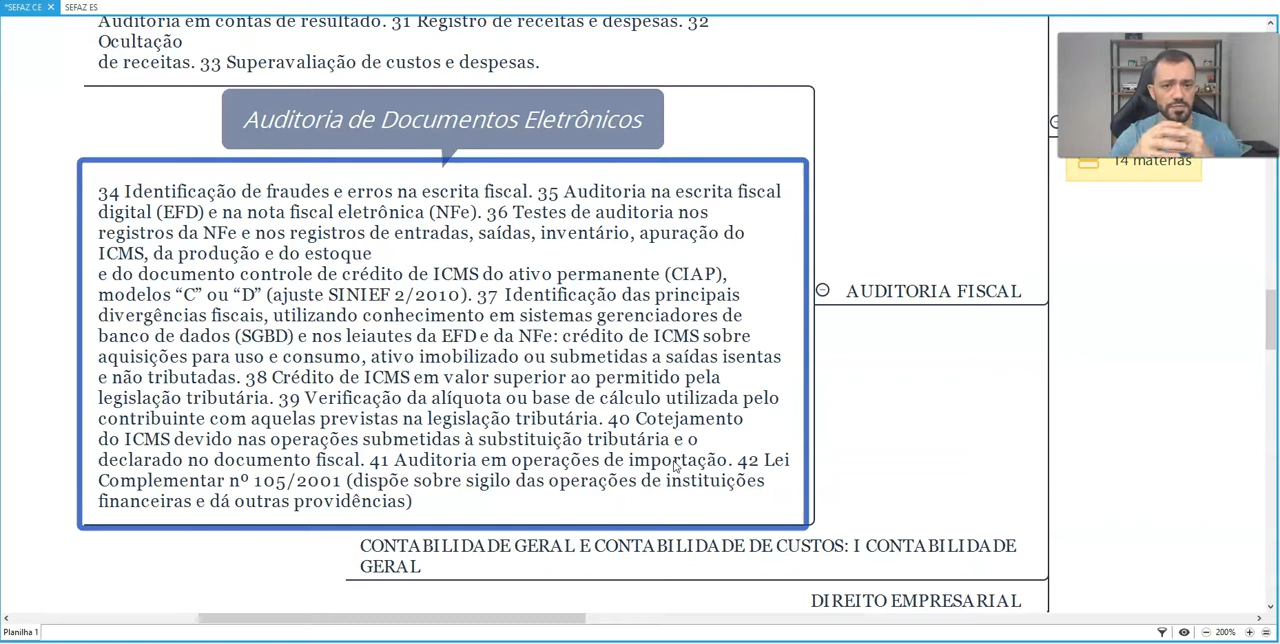 *SEFAZ CE
SEFAZ ES
Auditoria em contas de resultado. 31 Registro de receitas e despesas. 32
Ocultação
de receitas. 33 Superavaliação de custos e despesas.
Auditoria de Documentos Eletrônicos
14 matérias
34 Identificação de fraudes e erros na escrita fiscal. 35 Auditoria na escrita fiscal
digital (EFD) e na nota fiscal eletrônica (NFe). 36 Testes de auditoria nos
registros da NFe e nos registros de entradas, saídas, inventário, apuração do
ICMS, da produção e do estoque
e do documento controle de crédito de ICMS do ativo permanente (CIAP),
modelos “C” ou “D” (ajuste SINIEF 2/2010). 37 Identificação das principais
divergências fiscais, utilizando conhecimento em sistemas gerenciadores de
banco de dados (SGBD) e nos leiautes da EFD e da NFe: crédito de ICMS sobre
aquisições para uso e consumo, ativo imobilizado ou submetidas a saídas isentas
e não tributadas. 38 Crédito de ICMS em valor superior ao permitido pela
legislação tributária. 39 Verificação da alíquota ou base de cálculo utilizada pelo
contribuinte com aquelas previstas na legislação tributária. 40 Cotejamento
do ICMS devido nas operações submetidas à substituição tributária e o
declarado no documento fiscal. 41 Auditoria em operações de importação. 42 Lei
Complementar nº 105/2001 (dispõe sobre sigilo das operações de instituições
financeiras e dá outras providências)
AUDITORIA FISCAL
CONTABILIDADE GERAL E CONTABILIDADE DE CUSTOS: I CONTABILIDADE
GERAL
DIREITO EMPRESARIAL
Planilha 1
200%